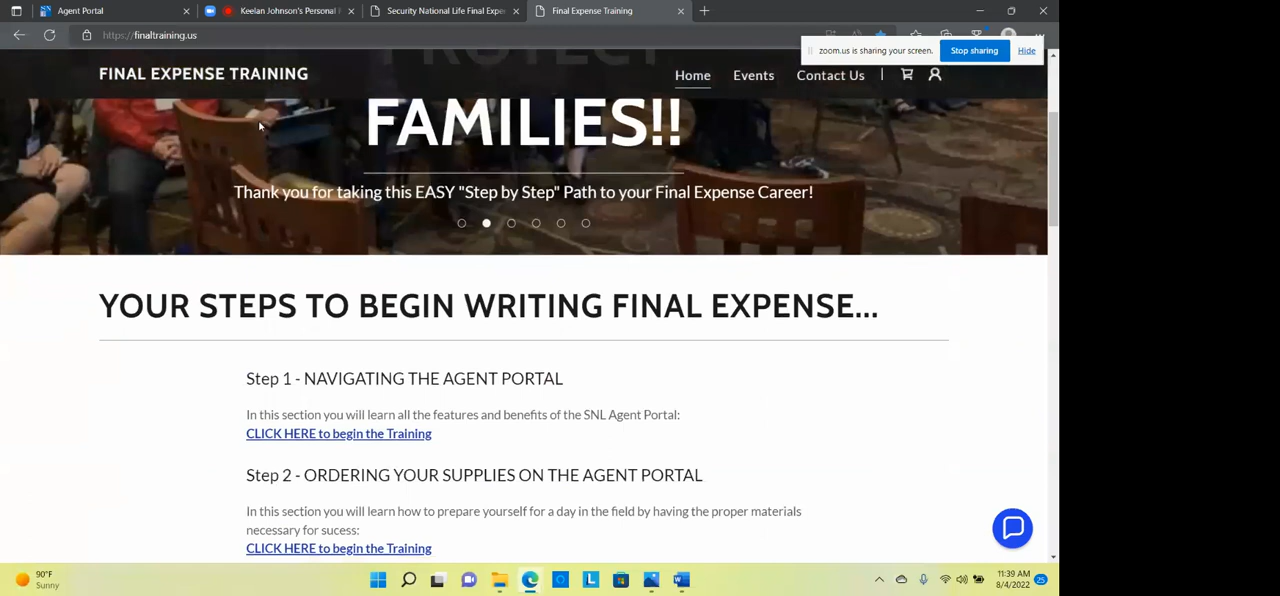 Agent Portal
Keelan Johnson's Personal
Security National Life Final Expe
Final Expense Training
https://finaltraining.us
zoom.us is sharing your screen.
Stop sharing
Hide
FINAL EXPENSE TRAINING
Home
Events
Contact Us
PROTECT
FAMILIES!!
Thank you for taking this EASY "Step by Step" Path to your Final Expense Career!
YOUR STEPS TO BEGIN WRITING FINAL EXPENSE...
Step 1 - NAVIGATING THE AGENT PORTAL
In this section you will learn all the features and benefits of the SNL Agent Portal:
CLICK HERE to begin the Training
Step 2 - ORDERING YOUR SUPPLIES ON THE AGENT PORTAL
In this section you will learn how to prepare yourself for a day in the field by having the proper materials
necessary for sucess:
CLICK HERE to begin the Training
90°F
Sunny
11:39 AM
8/4/2022
25